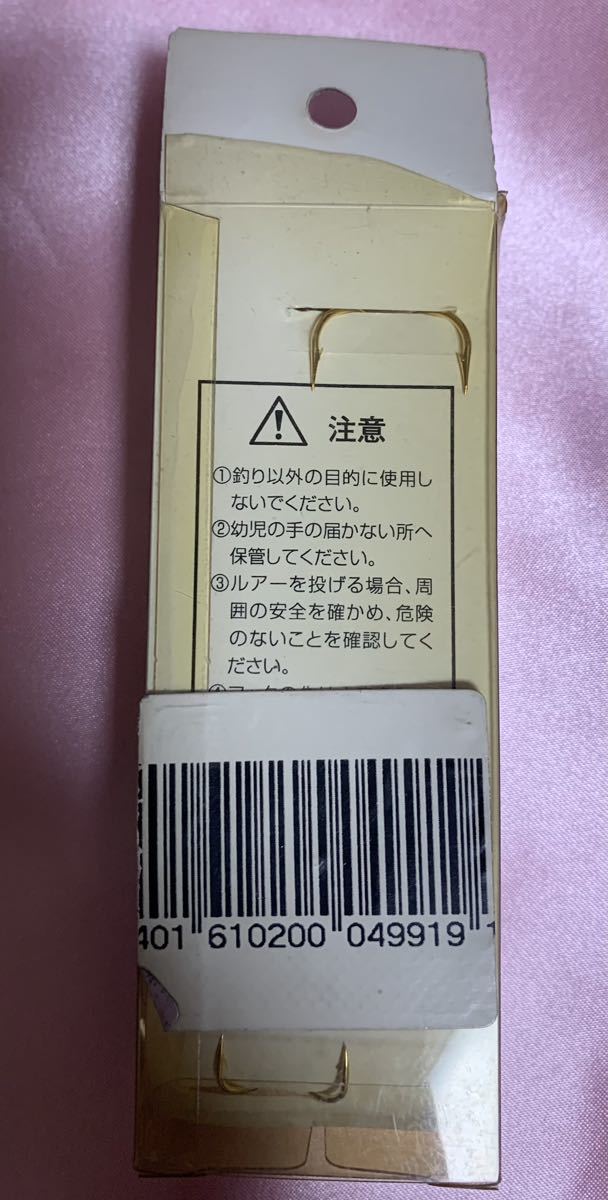 注意
①釣り以外の目的に使用し
ないでください。
②幼児の手の届かない所へ
保管してください。
③ルアーを投げる場合、周
囲の安全を確かめ、危険
のないことを確認してく
ださい。
401 610200 049919 1